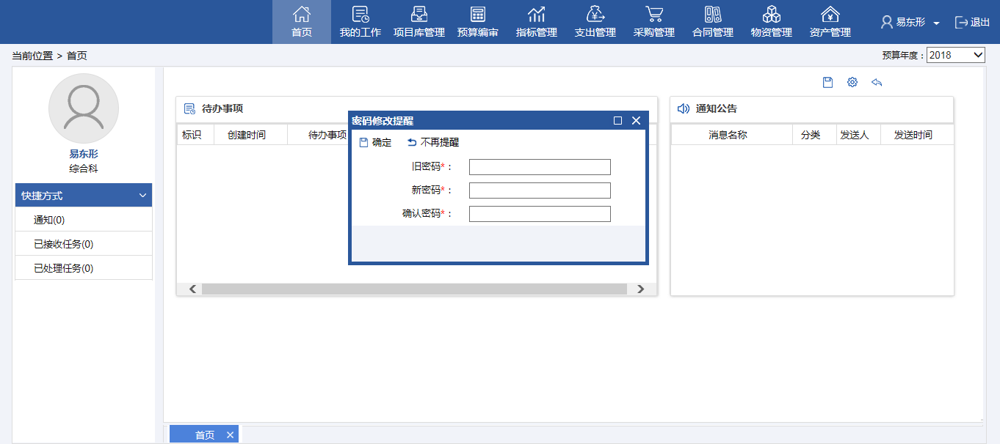 首页 我的工作 项目库管理 预算编审 指标管理 支出管理 采购管理 合同管理 物资管理 资产管理 易东形 退出
当前位置 > 首页 预算年度：2018
待办事项 通知公告
标识 创建时间 待办事项 消息名称 分类 发送人 发送时间
密码修改提醒
确定 不再提醒
旧密码*：
新密码*：
确认密码*：
易东形
综合科
快捷方式
通知(0)
已接收任务(0)
已处理任务(0)
首页